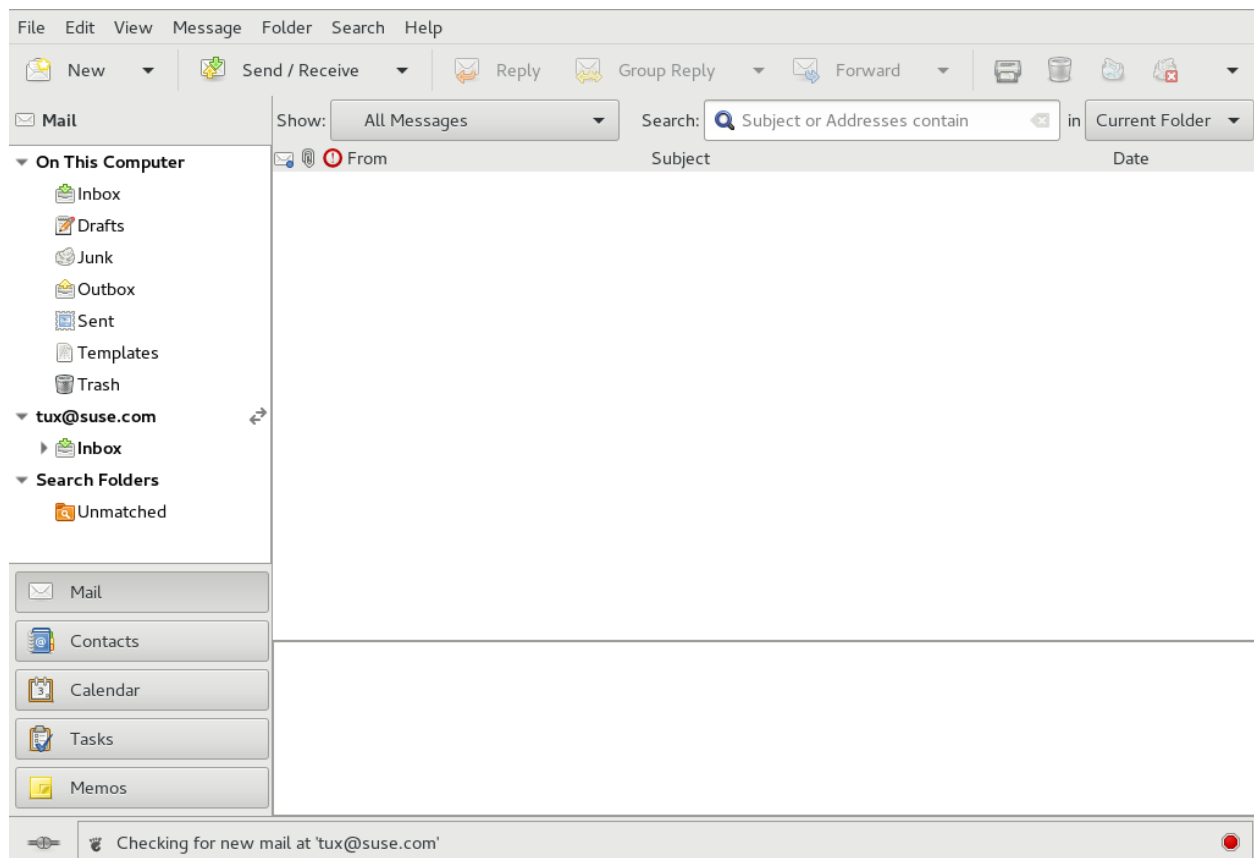 File Edit View Message Folder Search Help
New Send / Receive Reply Group Reply Forward
Mail Show: All Messages Search: Subject or Addresses contain in Current Folder
From Subject Date
On This Computer
Inbox
Drafts
Junk
Outbox
Sent
Templates
Trash
tux@suse.com
Inbox
Search Folders
Unmatched
Mail
Contacts
Calendar
Tasks
Memos
Checking for new mail at 'tux@suse.com'